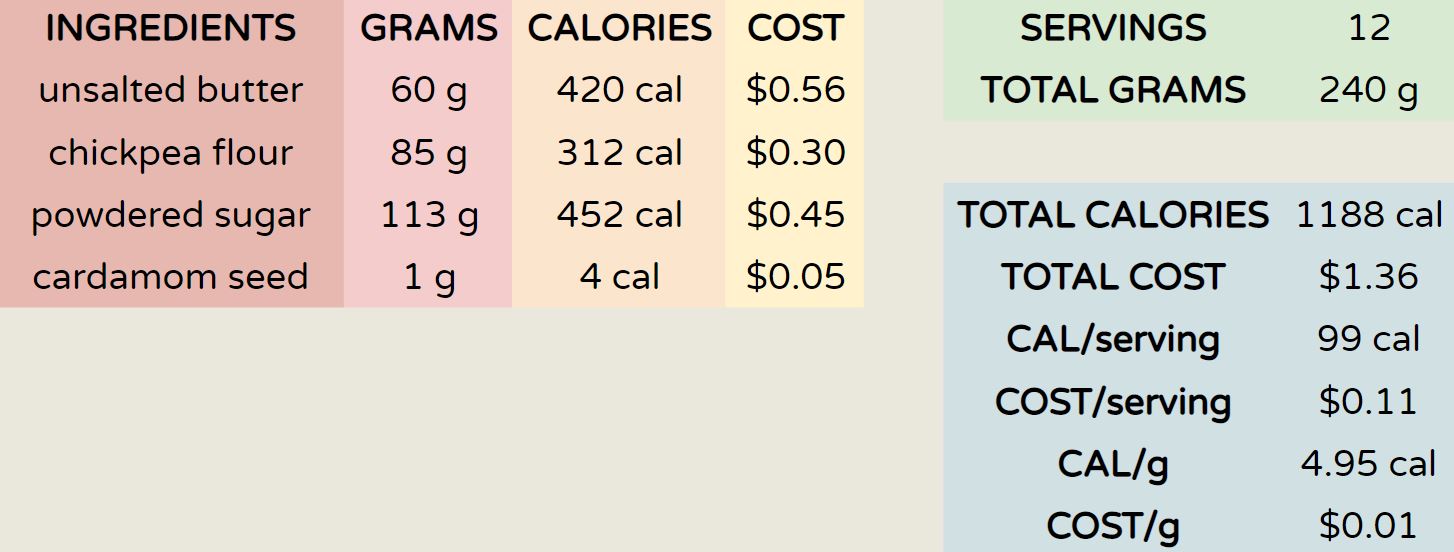 INGREDIENTS GRAMS CALORIES COST
unsalted butter 60 g 420 cal $0.56
chickpea flour 85 g 312 cal $0.30
powdered sugar 113 g 452 cal $0.45
cardamom seed 1 g 4 cal $0.05
SERVINGS 12
TOTAL GRAMS 240 g
TOTAL CALORIES 1188 cal
TOTAL COST $1.36
CAL/serving 99 cal
COST/serving $0.11
CAL/g 4.95 cal
COST/g $0.01